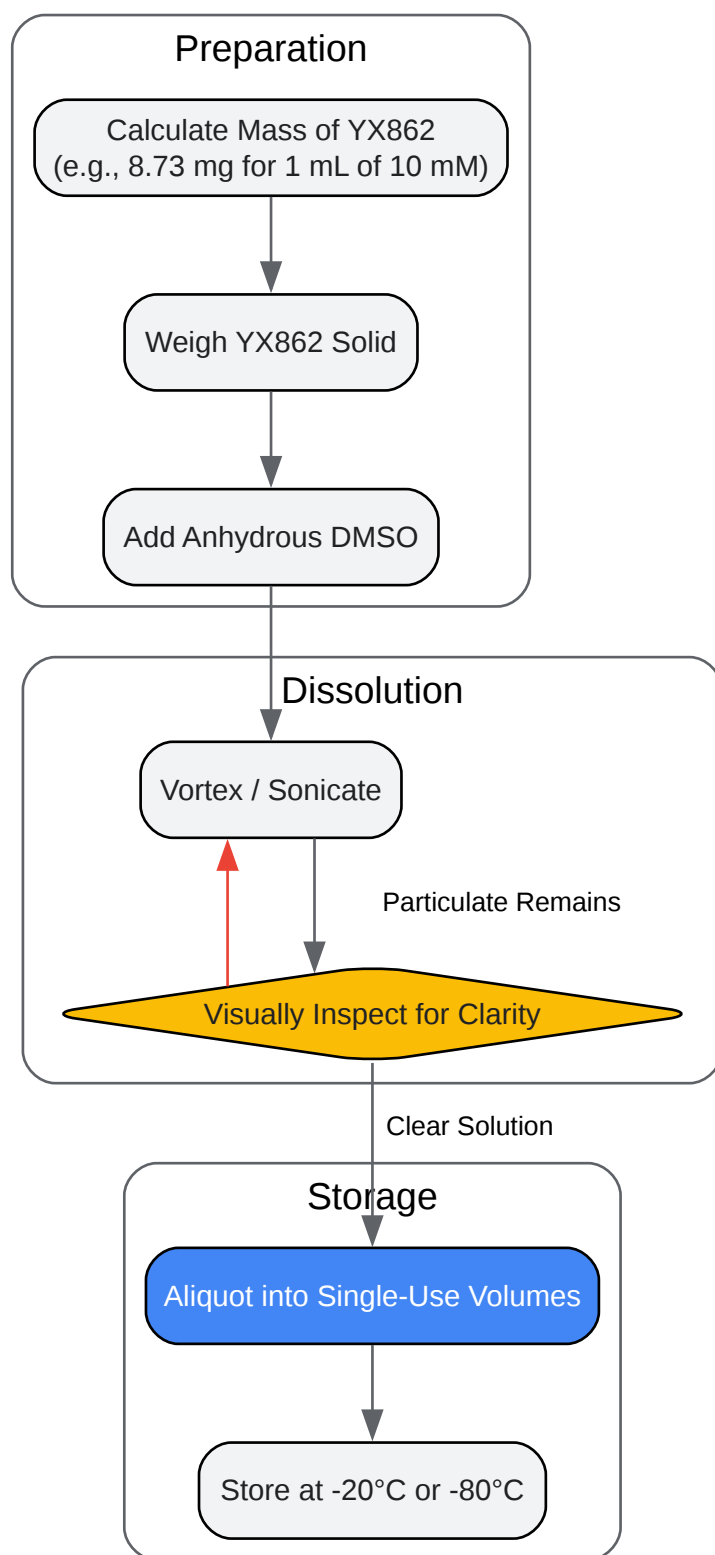 Preparation
Calculate Mass of YX862
(e.g., 8.73 mg for 1 mL of 10 mM)
Weigh YX862 Solid
Add Anhydrous DMSO
Dissolution
Vortex / Sonicate
Particulate Remains
Visually Inspect for Clarity
Clear Solution
Storage
Aliquot into Single-Use Volumes
Store at -20°C or -80°C